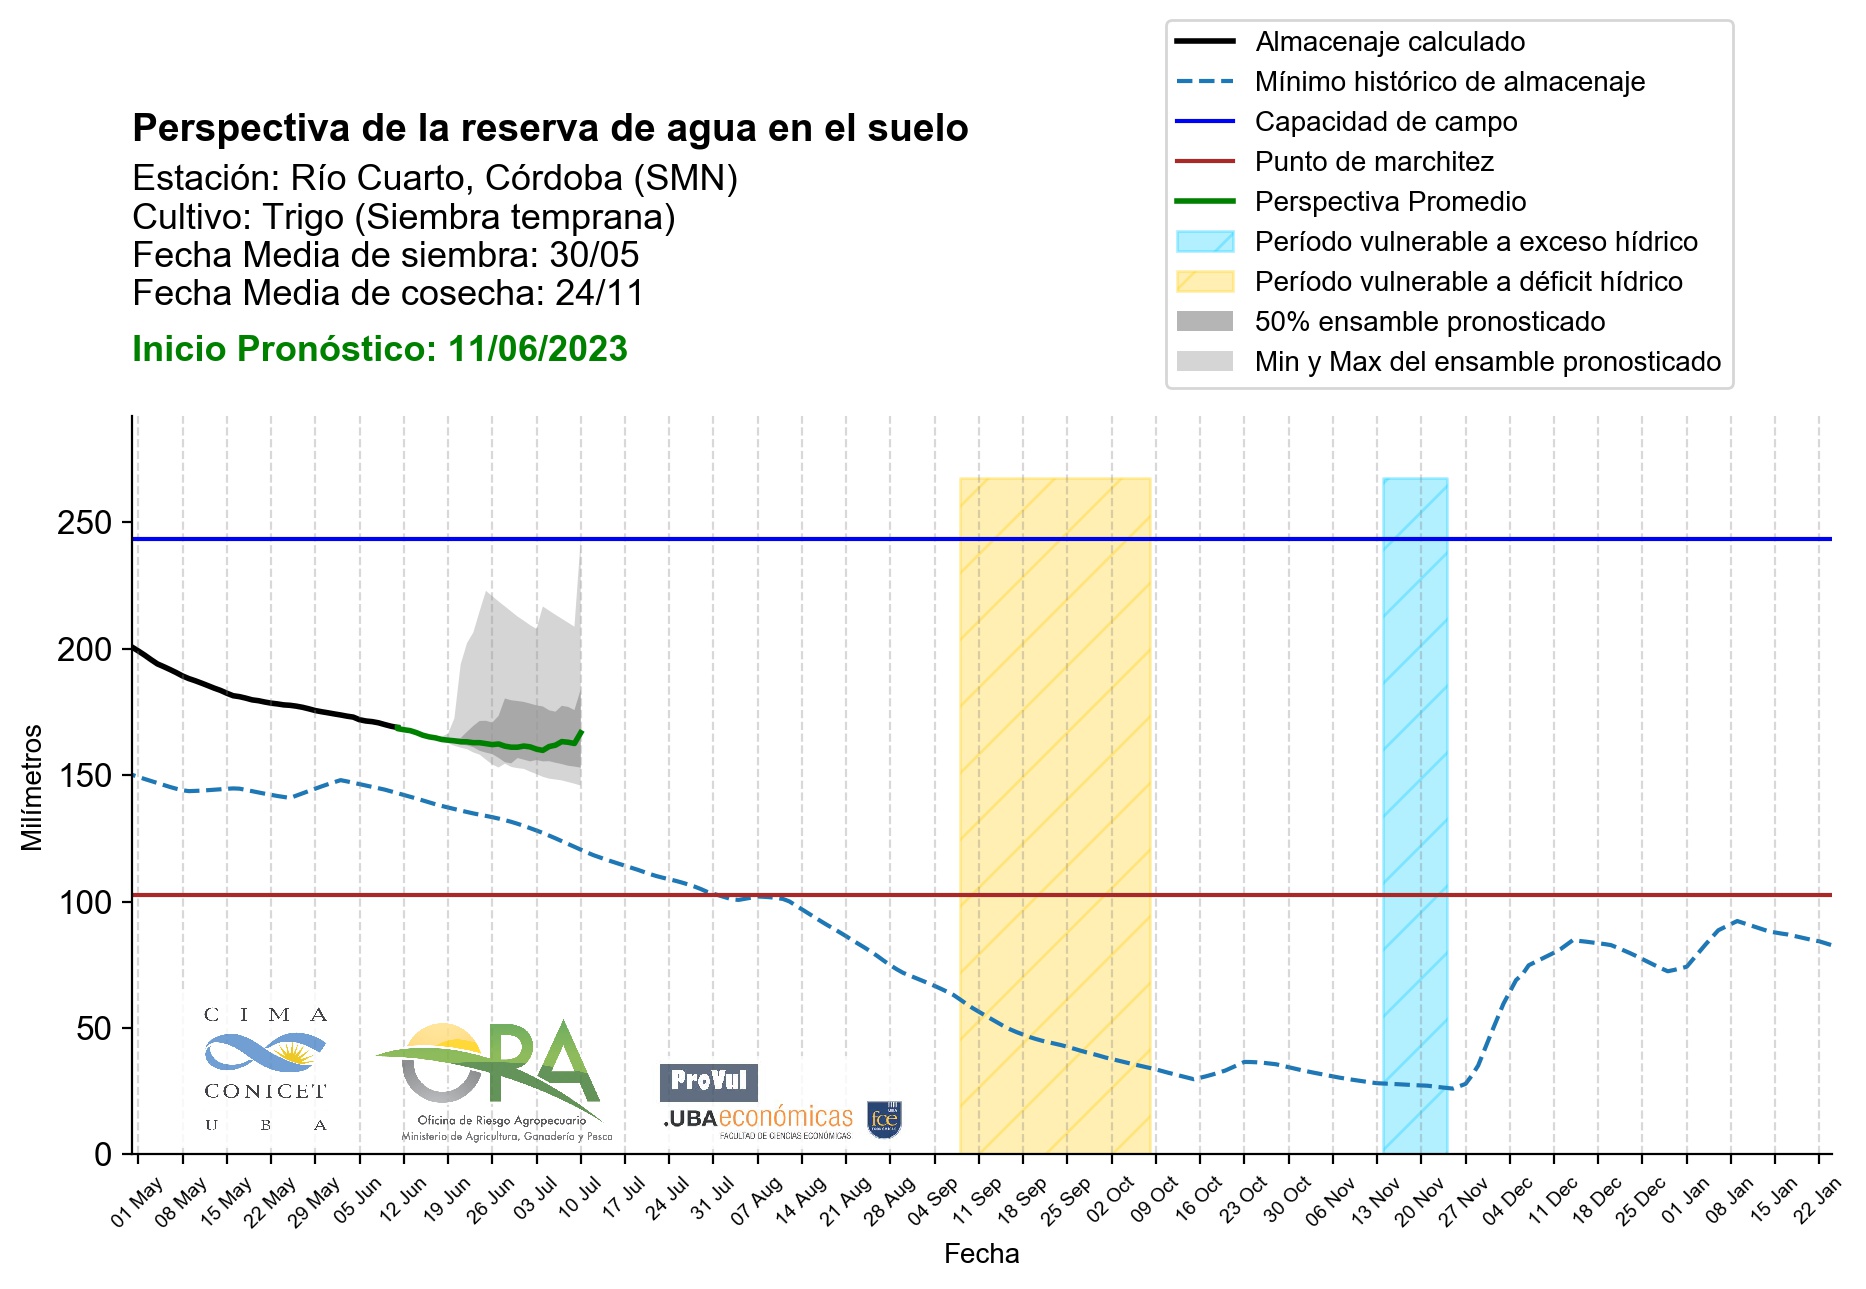 Almacenaje calculado
Mínimo histórico de almacenaje
Capacidad de campo
Punto de marchitez
Perspectiva Promedio
Período vulnerable a exceso hídrico
Período vulnerable a déficit hídrico
50% ensamble pronosticado
Min y Max del ensamble pronosticado
Perspectiva de la reserva de agua en el suelo
Estación: Río Cuarto, Córdoba (SMN)
Cultivo: Trigo (Siembra temprana)
Fecha Media de siembra: 30/05
Fecha Media de cosecha: 24/11
Inicio Pronóstico: 11/06/2023
Milímetros
250
200
150
100
50
0
CIMA
CONICET
UBA
ORA
Oficina de Riesgo Agropecuario
Ministerio de Agricultura, Ganadería y Pesca
ProVul
.UBAeconómicas
FACULTAD DE CIENCIAS ECONÓMICAS
fce
01 May
08 May
15 May
22 May
29 May
05 Jun
12 Jun
19 Jun
26 Jun
03 Jul
10 Jul
17 Jul
24 Jul
31 Jul
07 Aug
14 Aug
21 Aug
28 Aug
04 Sep
11 Sep
18 Sep
25 Sep
02 Oct
09 Oct
16 Oct
23 Oct
30 Oct
06 Nov
13 Nov
20 Nov
27 Nov
04 Dec
11 Dec
18 Dec
25 Dec
01 Jan
08 Jan
15 Jan
22 Jan
Fecha